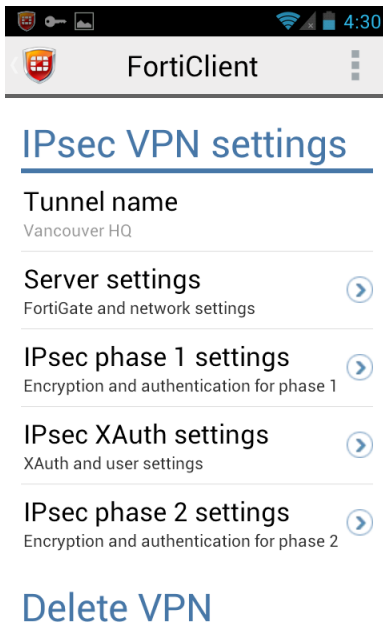 4:30
FortiClient
IPsec VPN settings
Tunnel name
Vancouver HQ
Server settings
FortiGate and network settings
IPsec phase 1 settings
Encryption and authentication for phase 1
IPsec XAuth settings
XAuth and user settings
IPsec phase 2 settings
Encryption and authentication for phase 2
Delete VPN